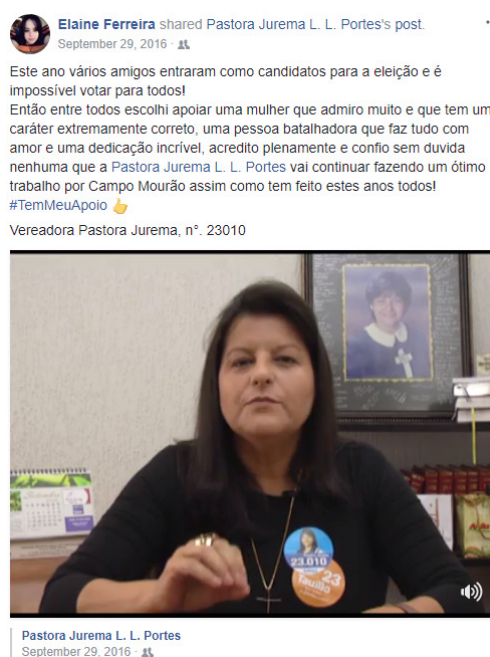 Elaine Ferreira shared Pastora Jurema L. L. Portes's post.
September 29, 2016 ·
Este ano vários amigos entraram como candidatos para a eleição e é
impossível votar para todos!
Então entre todos escolhi apoiar uma mulher que admiro muito e que tem um
caráter extremamente correto, uma pessoa batalhadora que faz tudo com
amor e uma dedicação incrível, acredito plenamente e confio sem duvida
nenhuma que a Pastora Jurema L. L. Portes vai continuar fazendo um ótimo
trabalho por Campo Mourão assim como tem feito estes anos todos!
#TemMeuApoio 👍
Vereadora Pastora Jurema, n°. 23010
23.010
23
Tauillo
Pastora Jurema L. L. Portes
September 29, 2016 ·